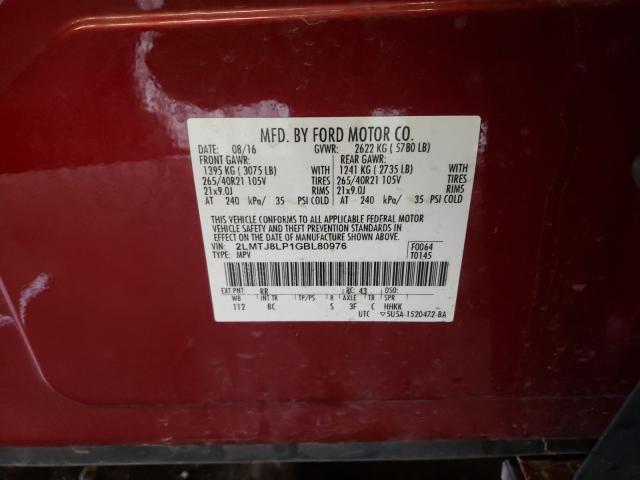 MFD. BY FORD MOTOR CO.
DATE: 08/16 GVWR: 2622 KG ( 5780 LB)
FRONT GAWR: REAR GAWR:
1395 KG ( 3075 LB) WITH 1241 KG ( 2735 LB) WITH
265/40R21 105V TIRES 265/40R21 105V TIRES
21x9.0J RIMS 21x9.0J RIMS
AT 240 kPa/ 35 PSI COLD AT 240 kPa/ 35 PSI COLD
THIS VEHICLE CONFORMS TO ALL APPLICABLE FEDERAL MOTOR
VEHICLE SAFETY AND THEFT PREVENTION STANDARDS IN
EFFECT ON THE DATE OF MANUFACTURE SHOWN ABOVE.
VIN: 2LMTJ8LP1GBL80976 F0064
TYPE: MPV T0145
EXT PNT: RR RC: 43 DSO:
WB INT TR TP/PS R AXLE TR SPR
112 BC S 3F C HHKK
UTC ▽5U5A-1520472-BA